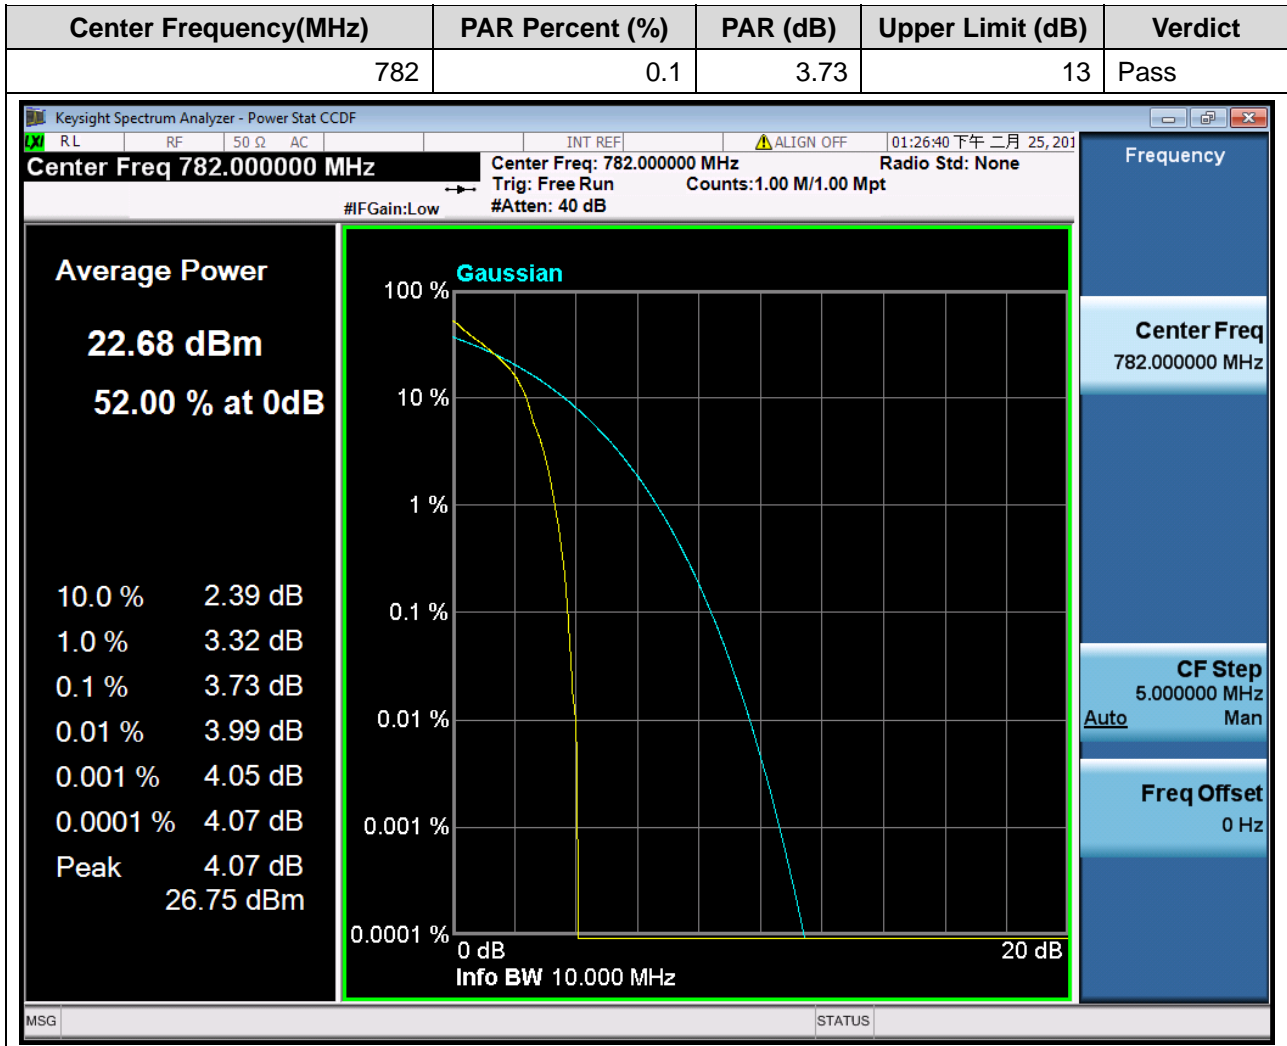 Center Frequency(MHz) PAR Percent (%) PAR (dB) Upper Limit (dB) Verdict
782 0.1 3.73 13 Pass
Keysight Spectrum Analyzer - Power Stat CCDF
LXI RL RF 50 Ω AC INT REF ALIGN OFF 01:26:40 下午 二月 25, 201
Center Freq 782.000000 MHz
Center Freq: 782.000000 MHz Radio Std: None
Trig: Free Run Counts:1.00 M/1.00 Mpt
#IFGain:Low #Atten: 40 dB
Average Power
22.68 dBm
52.00 % at 0dB
10.0 % 2.39 dB
1.0 % 3.32 dB
0.1 % 3.73 dB
0.01 % 3.99 dB
0.001 % 4.05 dB
0.0001 % 4.07 dB
Peak 4.07 dB
26.75 dBm
Gaussian
100 %
10 %
1 %
0.1 %
0.01 %
0.001 %
0.0001 %
0 dB 20 dB
Info BW 10.000 MHz
Frequency
Center Freq
782.000000 MHz
CF Step
5.000000 MHz
Auto Man
Freq Offset
0 Hz
MSG STATUS